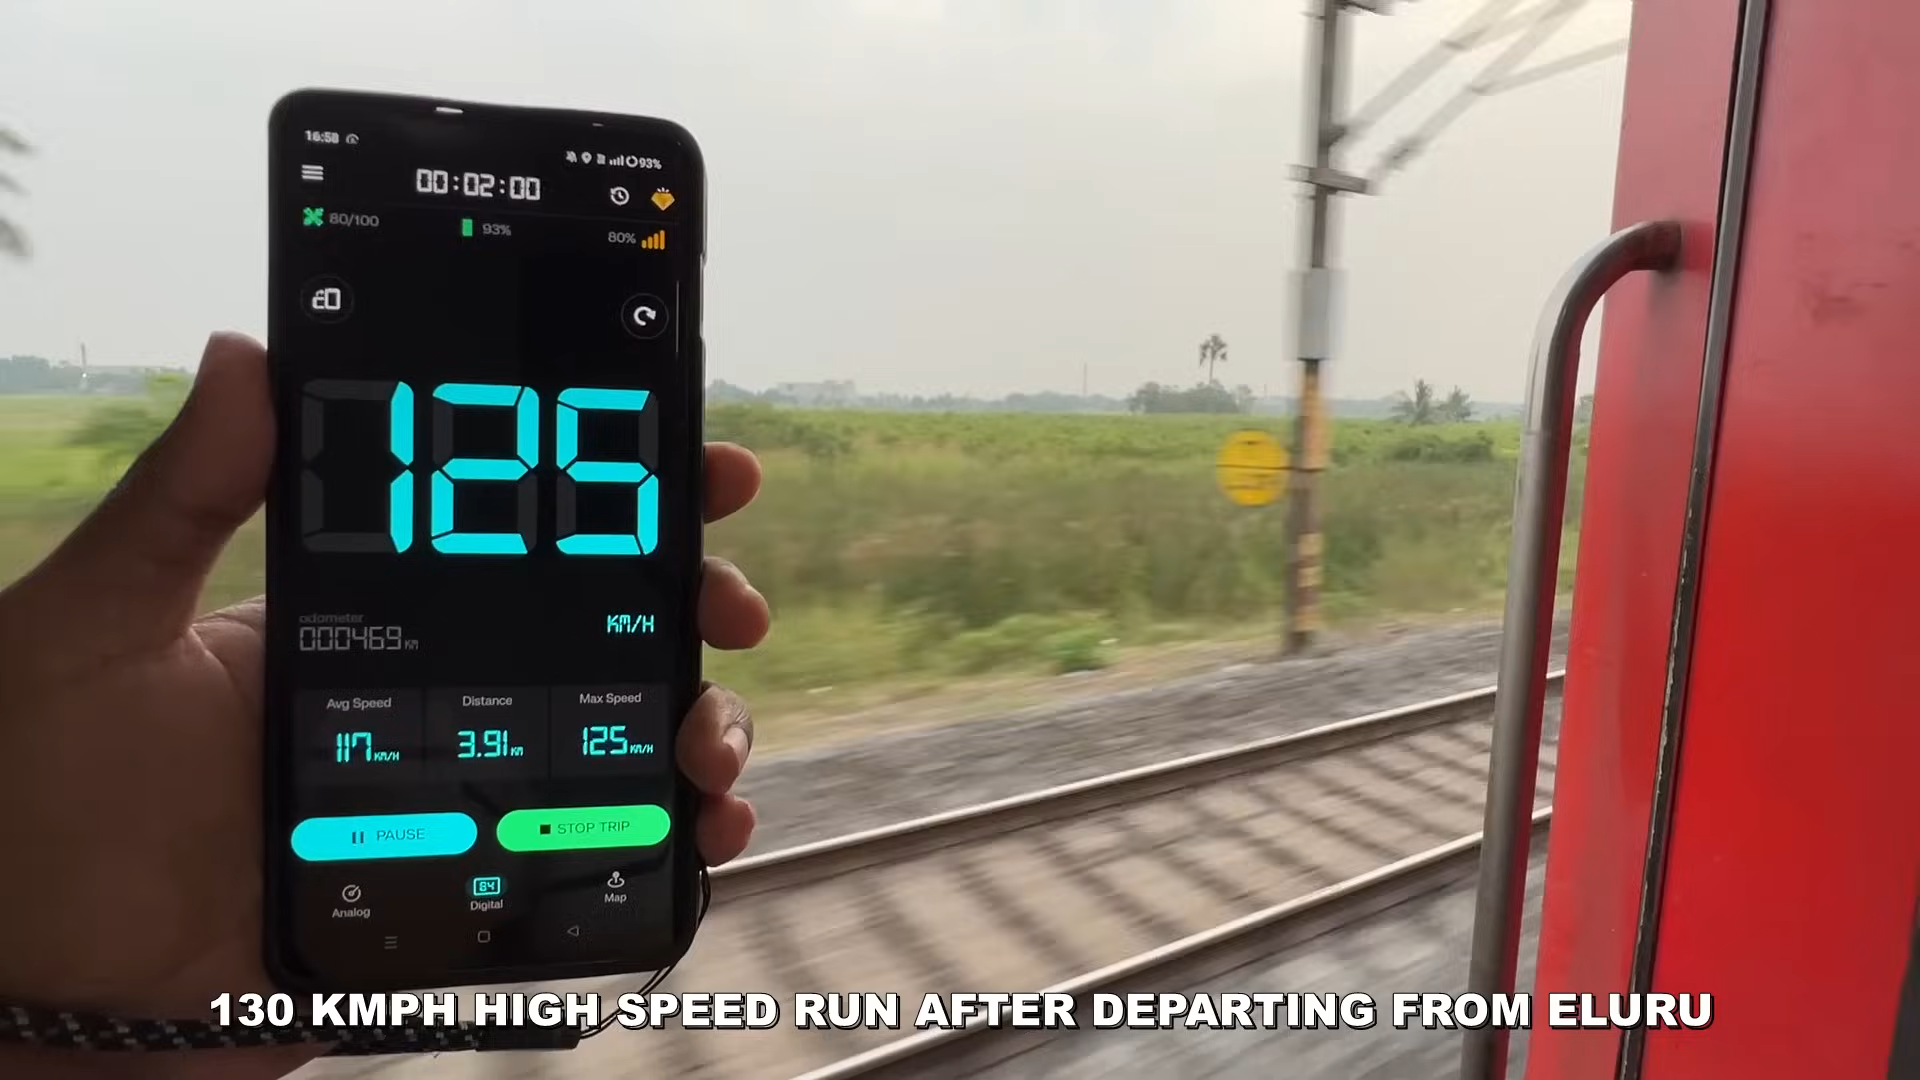 16:58
93%
00:02:00
80/100
93%
80%
125
odometer
000469 KM
KM/H
Avg Speed
Distance
Max Speed
117 KM/H
3.91 KM
125 KM/H
PAUSE
STOP TRIP
Analog
84
Digital
Map
130 KMPH HIGH SPEED RUN AFTER DEPARTING FROM ELURU